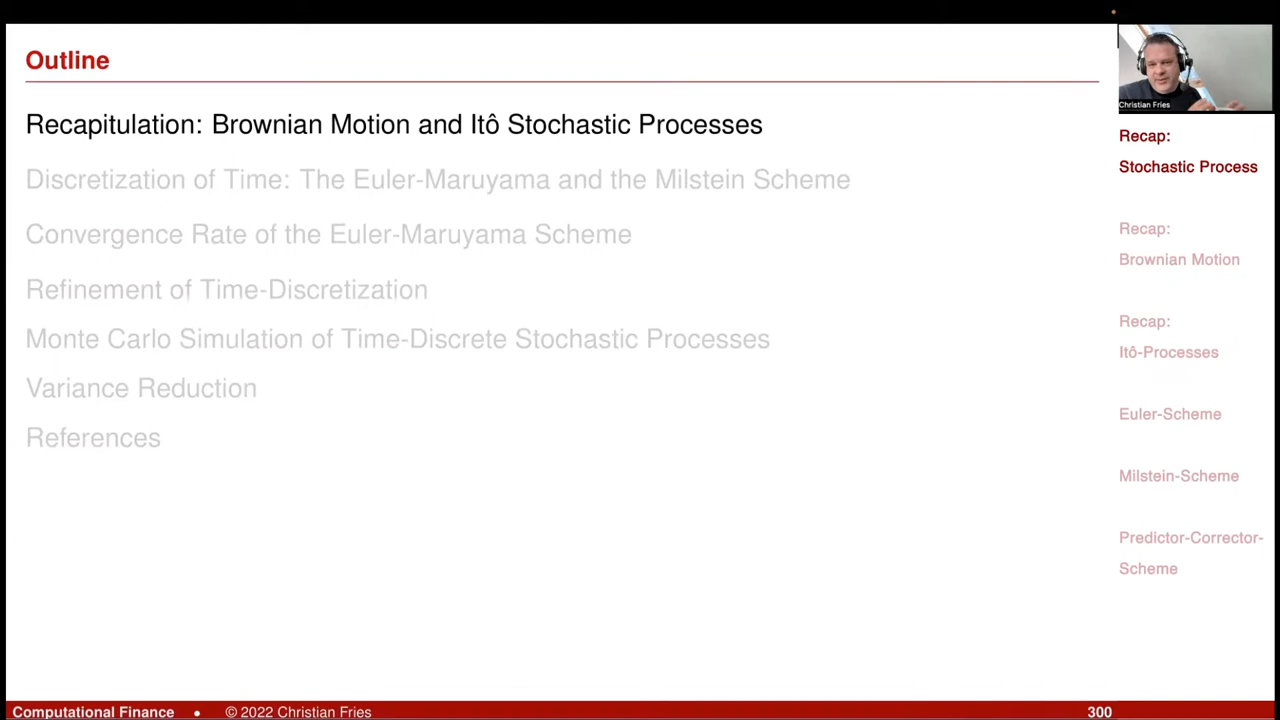 Outline
Recapitulation: Brownian Motion and Itô Stochastic Processes
Discretization of Time: The Euler-Maruyama and the Milstein Scheme
Convergence Rate of the Euler-Maruyama Scheme
Refinement of Time-Discretization
Monte Carlo Simulation of Time-Discrete Stochastic Processes
Variance Reduction
References
Christian Fries
Recap:
Stochastic Process
Recap:
Brownian Motion
Recap:
Itô-Processes
Euler-Scheme
Milstein-Scheme
Predictor-Corrector-
Scheme
Computational Finance • © 2022 Christian Fries 300